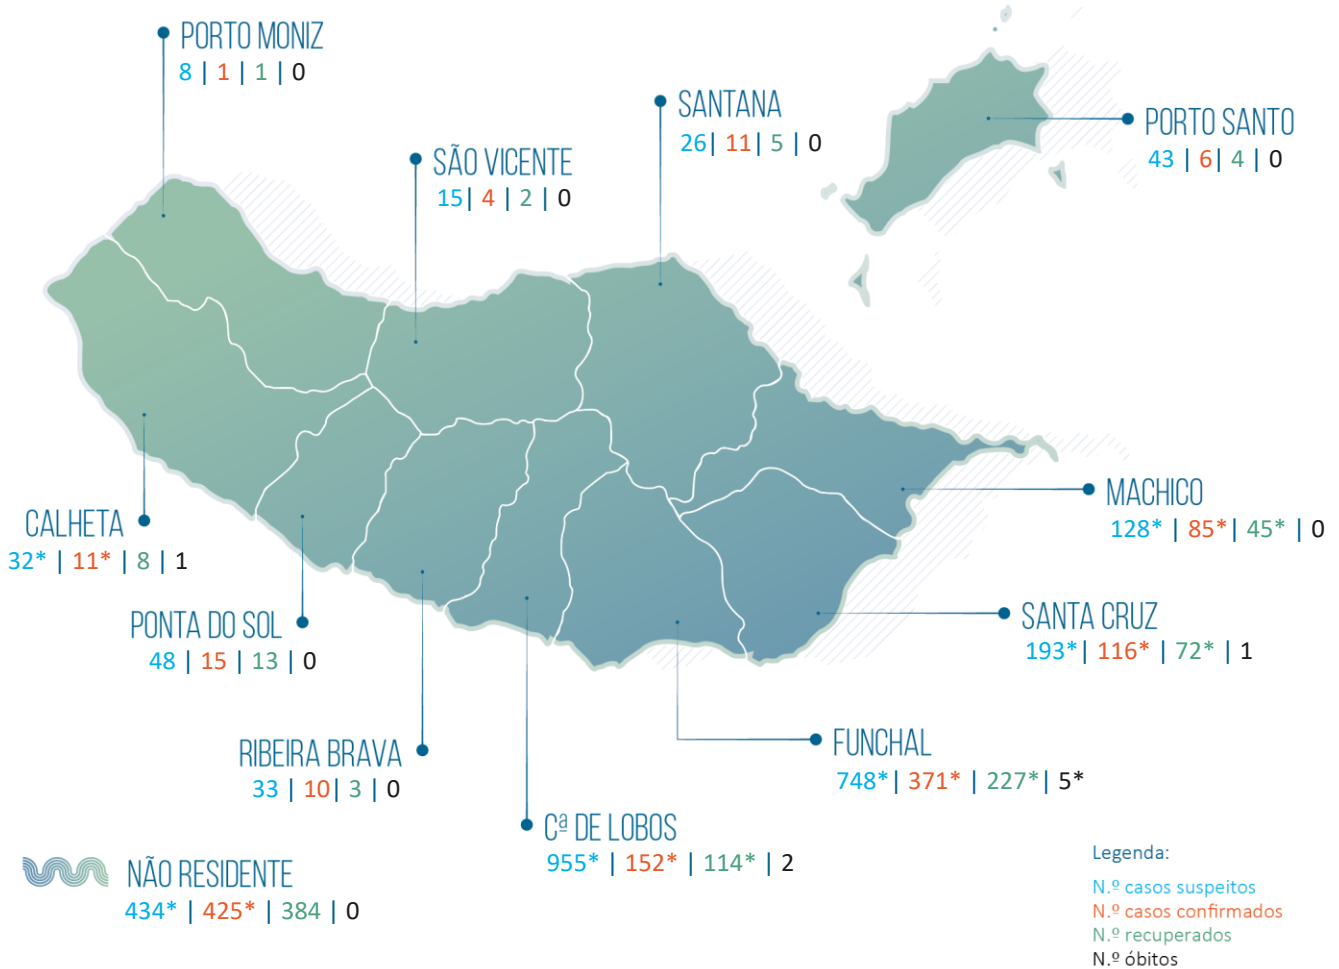 PORTO MONIZ
8 | 1 | 1 | 0
SANTANA
26| 11| 5 | 0
PORTO SANTO
43 | 6| 4 | 0
SÃO VICENTE
15| 4 | 2 | 0
MACHICO
128* | 85*| 45* | 0
CALHETA
32* | 11* | 8 | 1
PONTA DO SOL
48 | 15 | 13 | 0
SANTA CRUZ
193*| 116* | 72* | 1
RIBEIRA BRAVA
33 | 10| 3 | 0
FUNCHAL
748*| 371* | 227*| 5*
Cª DE LOBOS
955* | 152* | 114* | 2
NÃO RESIDENTE
434* | 425* | 384 | 0
Legenda:
N.º casos suspeitos
N.º casos confirmados
N.º recuperados
N.º óbitos